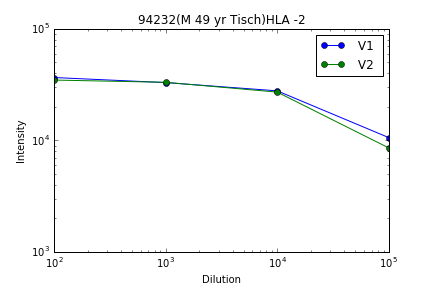 94232(M 49 yr Tisch)HLA -2
10^5
V1
V2
10^4
Intensity
10^3
10^2 10^3 10^4 10^5
Dilution